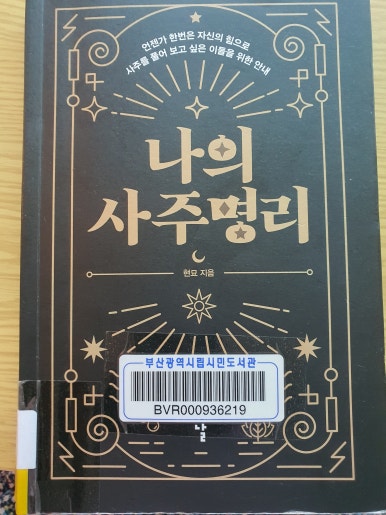 언젠가 한번은 자신의 힘으로
사주를 풀어 보고 싶은 이들을 위한 안내
나의
사주명리
현묘 지음
부산광역시립시민도서관
BVR000936219
날